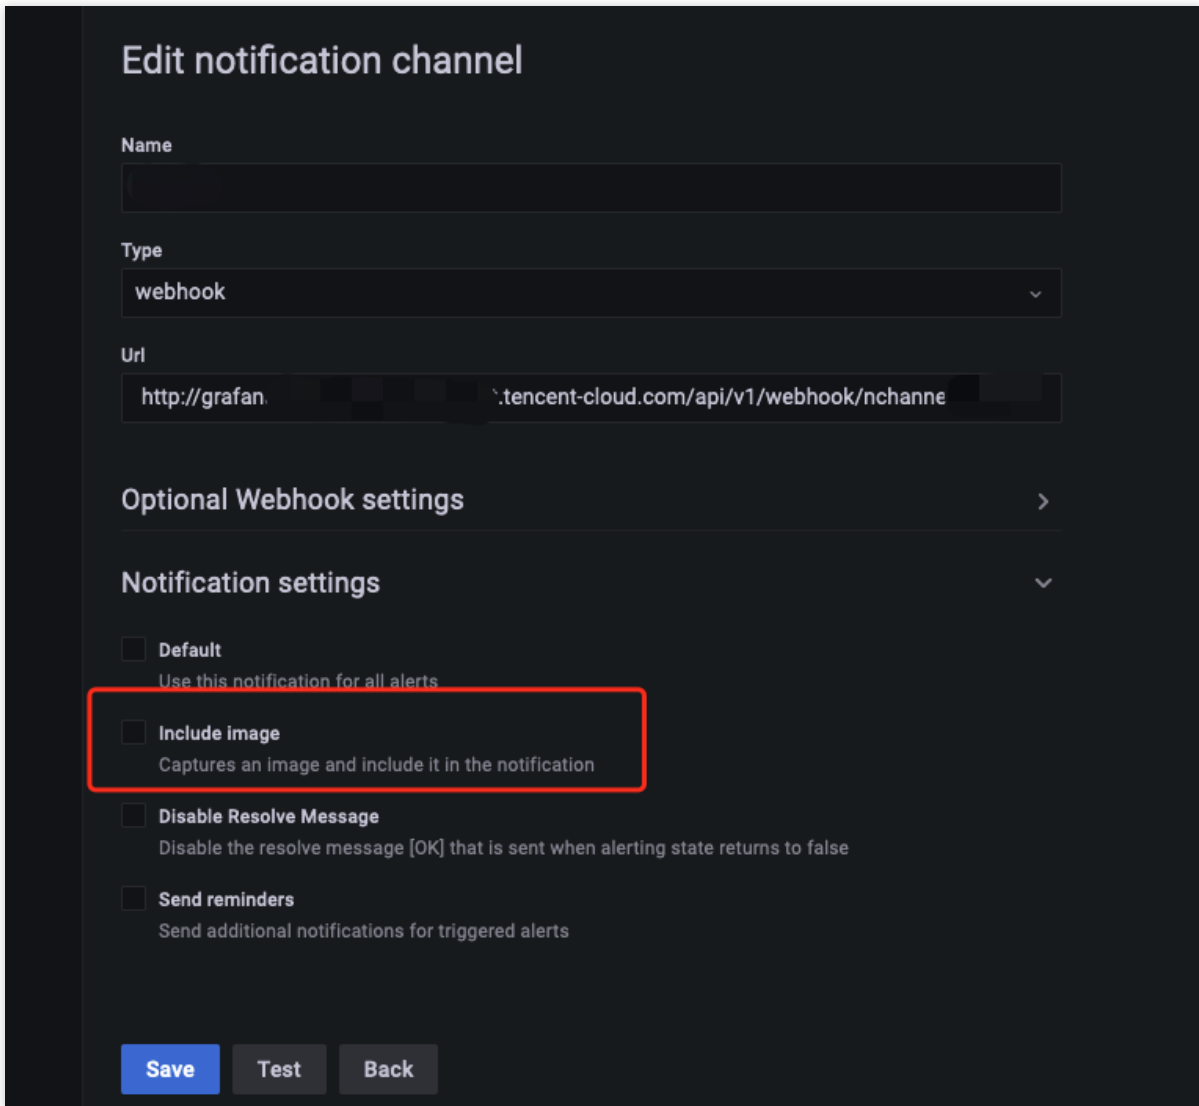 Edit notification channel
Name
Type
webhook
Url
http://grafan .tencent-cloud.com/api/v1/webhook/nchanne
Optional Webhook settings
Notification settings
Default
Use this notification for all alerts
Include image
Captures an image and include it in the notification
Disable Resolve Message
Disable the resolve message [OK] that is sent when alerting state returns to false
Send reminders
Send additional notifications for triggered alerts
Save Test Back